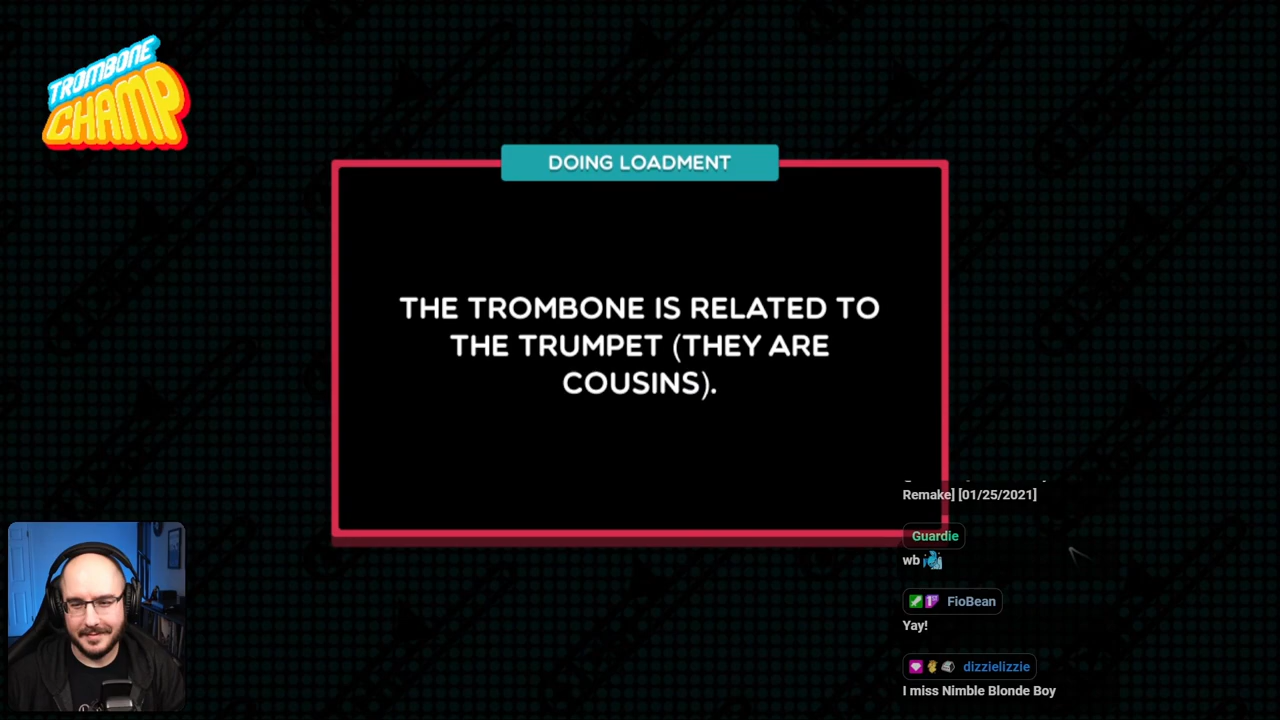 TROMBONE
CHAMP
DOING LOADMENT
THE TROMBONE IS RELATED TO
THE TRUMPET (THEY ARE
COUSINS).
Remake] [01/25/2021]
Guardie
wb
FioBean
Yay!
dizzielizzie
I miss Nimble Blonde Boy